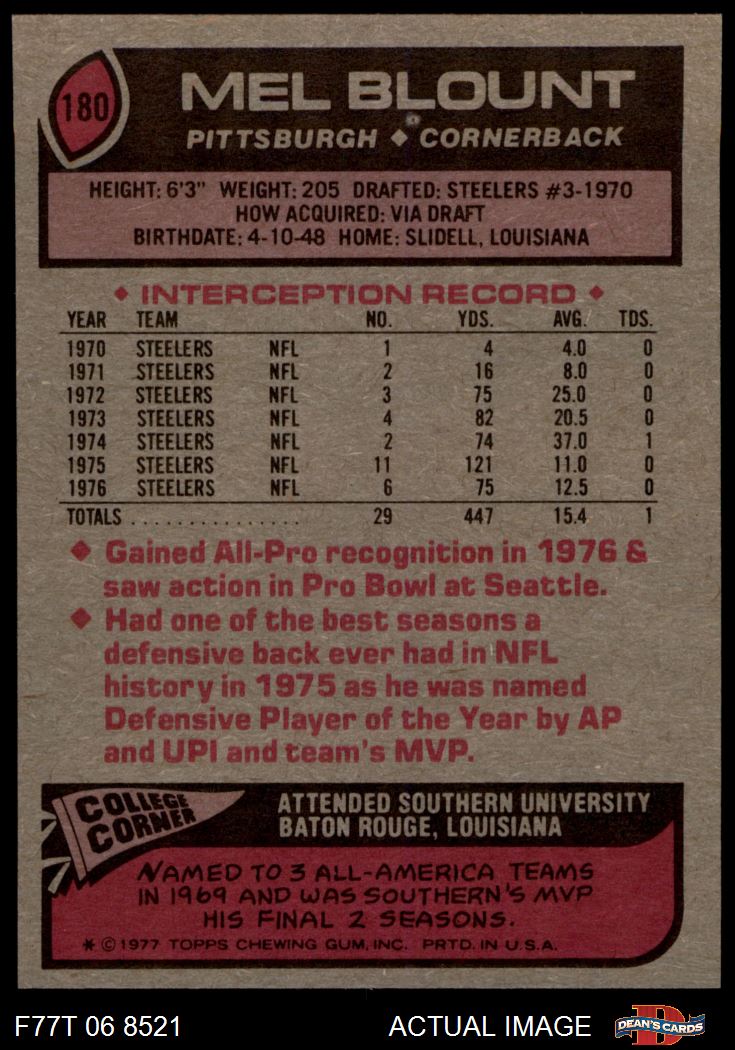 180
MEL BLOUNT
PITTSBURGH ◆ CORNERBACK
HEIGHT: 6'3" WEIGHT: 205 DRAFTED: STEELERS #3-1970
HOW ACQUIRED: VIA DRAFT
BIRTHDATE: 4-10-48 HOME: SLIDELL, LOUISIANA
◆ INTERCEPTION RECORD ◆
YEAR TEAM NO. YDS. AVG. TDS.
1970 STEELERS NFL 1 4 4.0 0
1971 STEELERS NFL 2 16 8.0 0
1972 STEELERS NFL 3 75 25.0 0
1973 STEELERS NFL 4 82 20.5 0
1974 STEELERS NFL 2 74 37.0 1
1975 STEELERS NFL 11 121 11.0 0
1976 STEELERS NFL 6 75 12.5 0
TOTALS . . . . . . . . . . . . . . . . 29 447 15.4 1
◆ Gained All-Pro recognition in 1976 &
saw action in Pro Bowl at Seattle.
◆ Had one of the best seasons a
defensive back ever had in NFL
history in 1975 as he was named
Defensive Player of the Year by AP
and UPI and team's MVP.
COLLEGE
CORNER
ATTENDED SOUTHERN UNIVERSITY
BATON ROUGE, LOUISIANA
NAMED TO 3 ALL-AMERICA TEAMS
IN 1969 AND WAS SOUTHERN'S MVP
HIS FINAL 2 SEASONS.
* © 1977 TOPPS CHEWING GUM, INC. PRTD. IN U.S.A.
F77T 06 8521 ACTUAL IMAGE
D
DEAN'S CARDS